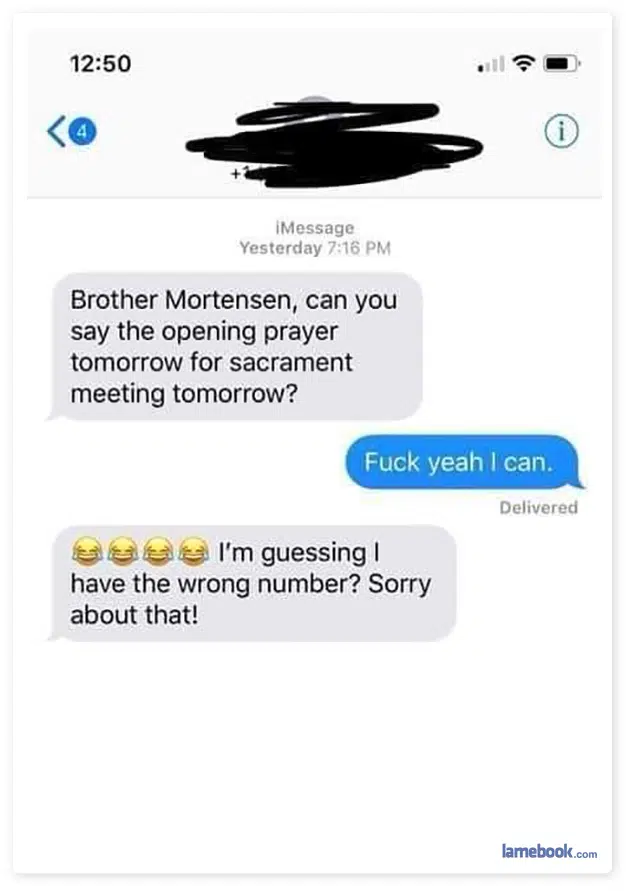 12:50
4
i
+1
iMessage
Yesterday 7:16 PM
Brother Mortensen, can you
say the opening prayer
tomorrow for sacrament
meeting tomorrow?
Fuck yeah I can.
Delivered
😂😂😂😂 I'm guessing I
have the wrong number? Sorry
about that!
lamebook.com